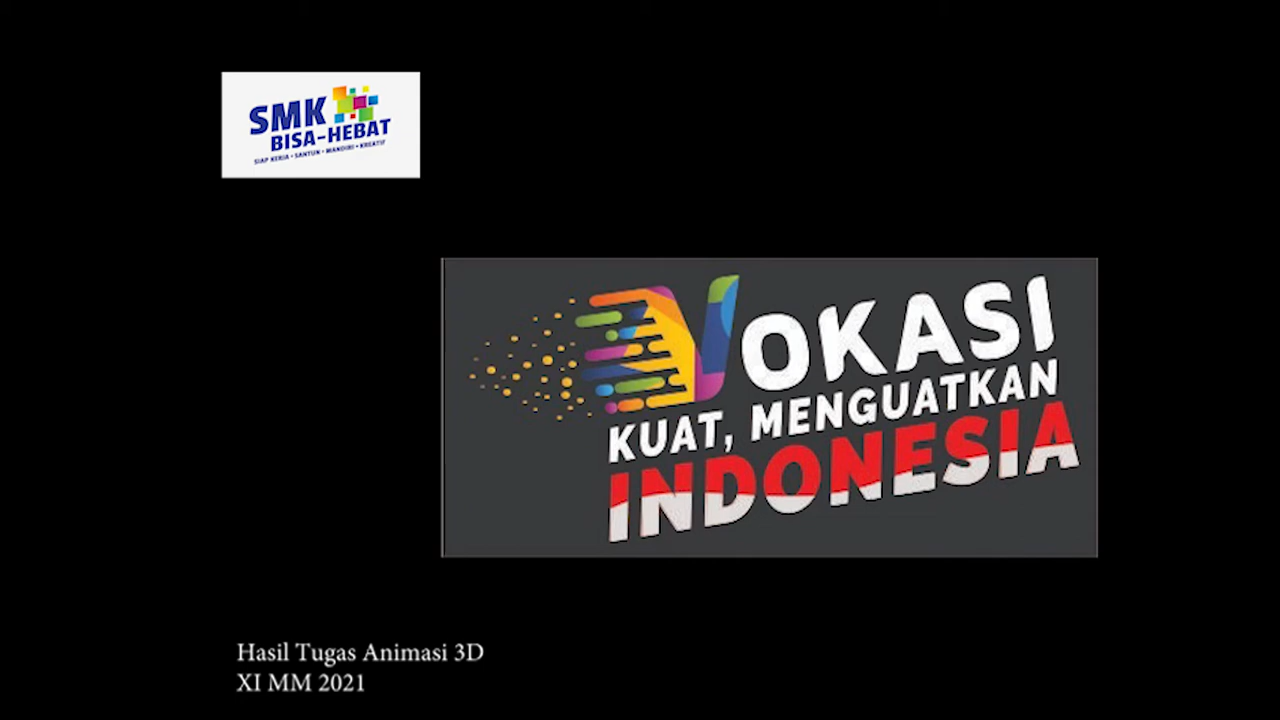 SMK
BISA-HEBAT
SIAP KERJA • SANTUN • MANDIRI • KREATIF
VOKASI
KUAT, MENGUATKAN
INDONESIA
Hasil Tugas Animasi 3D
XI MM 2021